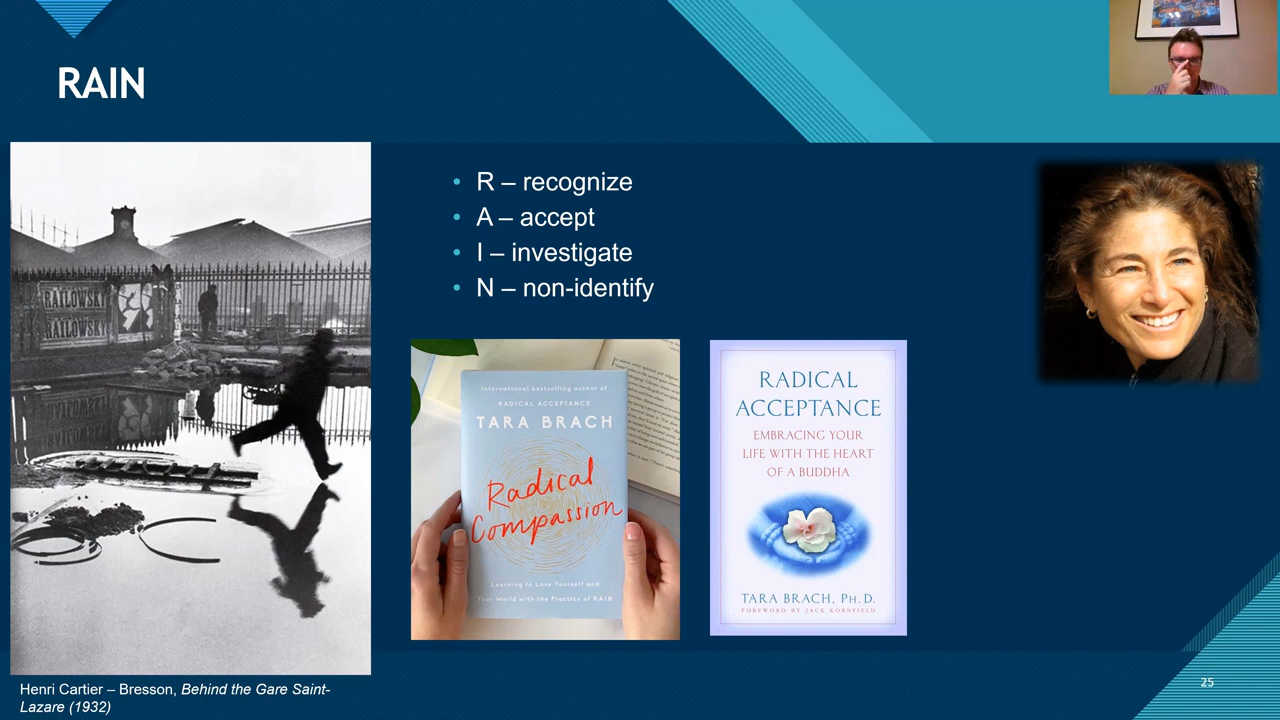 RAIN
• R – recognize
• A – accept
• I – investigate
• N – non-identify
RAILOWSKY
RAILOWSKY
International bestselling author of
RADICAL ACCEPTANCE
TARA BRACH
Radical
Compassion
Learning to Love Yourself and
Your World with the Practice of RAIN
RADICAL
ACCEPTANCE
EMBRACING YOUR
LIFE WITH THE HEART
OF A BUDDHA
TARA BRACH, PH.D.
FOREWORD BY JACK KORNFIELD
Henri Cartier – Bresson, Behind the Gare Saint-
Lazare (1932)
25